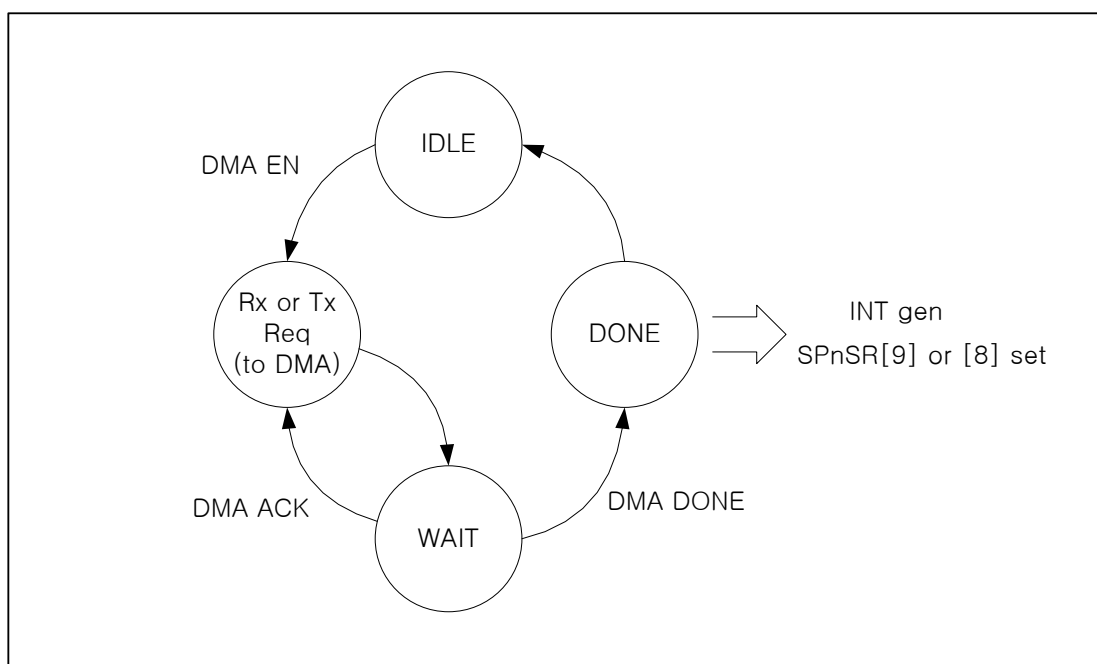 IDLE
DMA EN
Rx or Tx
Req
(to DMA)
DONE
INT gen
SPnSR[9] or [8] set
DMA ACK
WAIT
DMA DONE